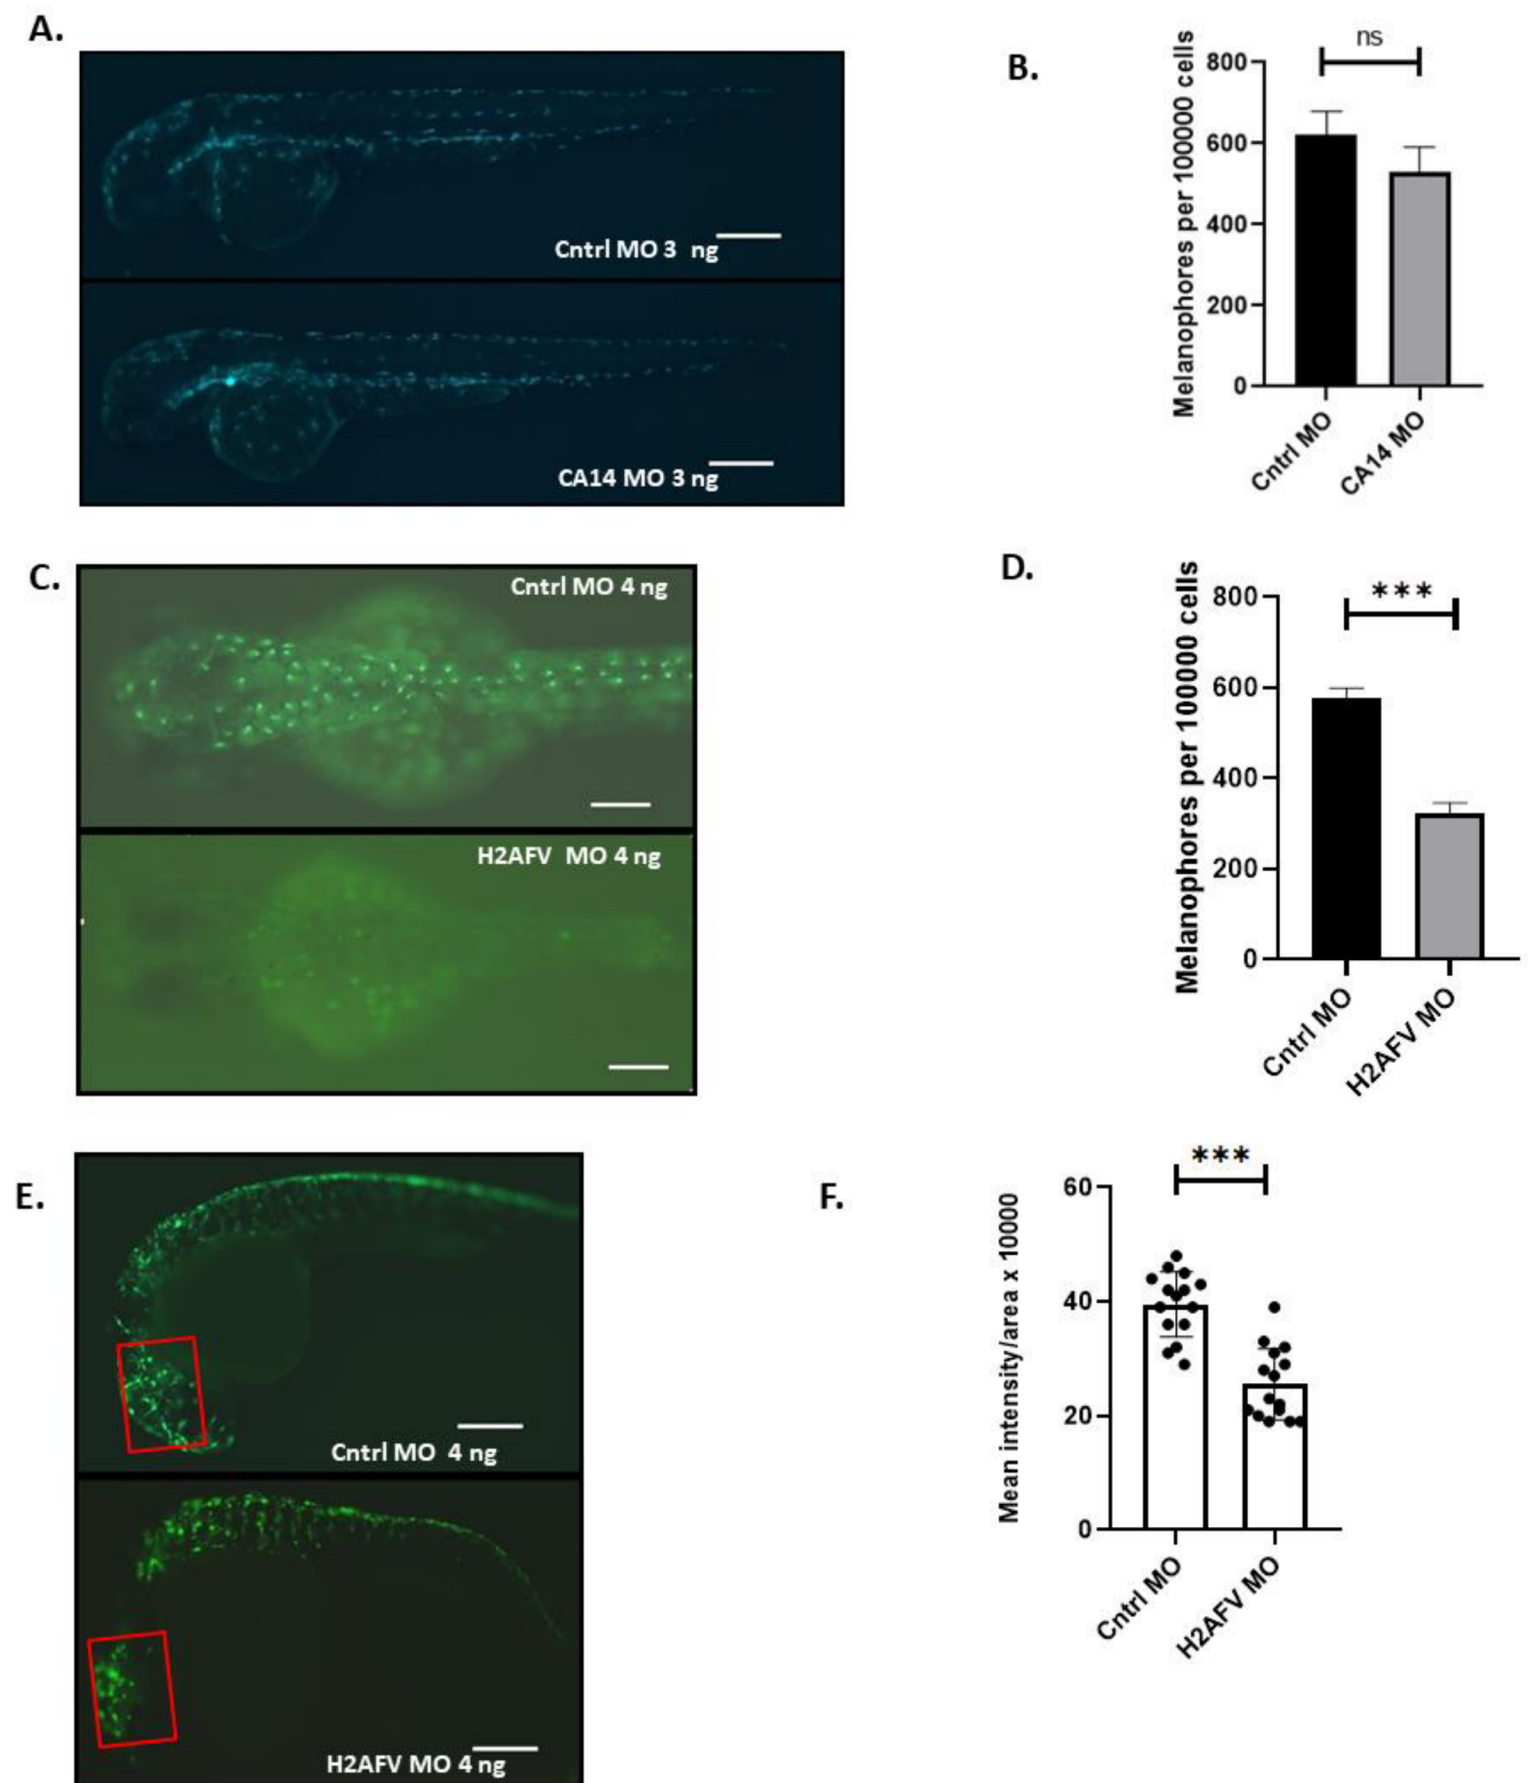 A.
Cntrl MO 3 ng
CA14 MO 3 ng
B.
Melanophores per 100000 cells
ns
800
600
400
200
0
Cntrl MO
CA14 MO
C.
Cntrl MO 4 ng
H2AFV MO 4 ng
D.
Melanophores per 100000 cells
***
800
600
400
200
0
Cntrl MO
H2AFV MO
E.
Cntrl MO 4 ng
H2AFV MO 4 ng
F.
Mean intensity/area x 10000
***
60
40
20
0
Cntrl MO
H2AFV MO